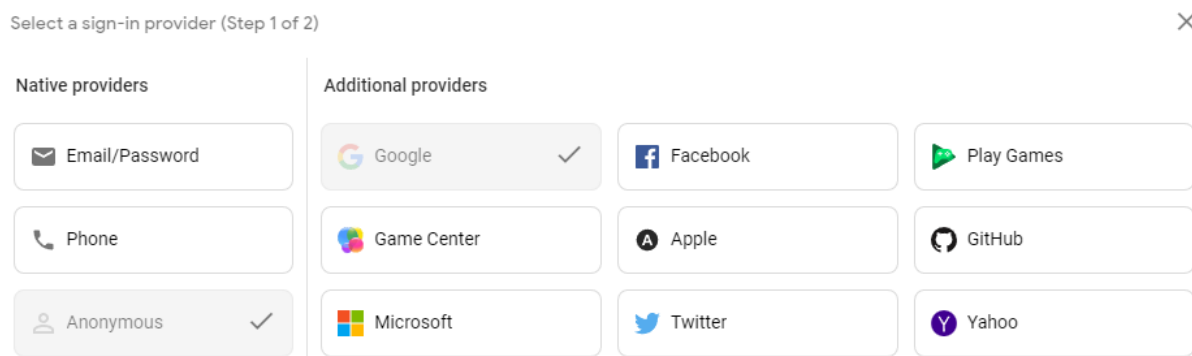 Select a sign-in provider (Step 1 of 2)
Native providers
Additional providers
Email/Password
Google
Facebook
Play Games
Phone
Game Center
Apple
GitHub
Anonymous
Microsoft
Twitter
Yahoo